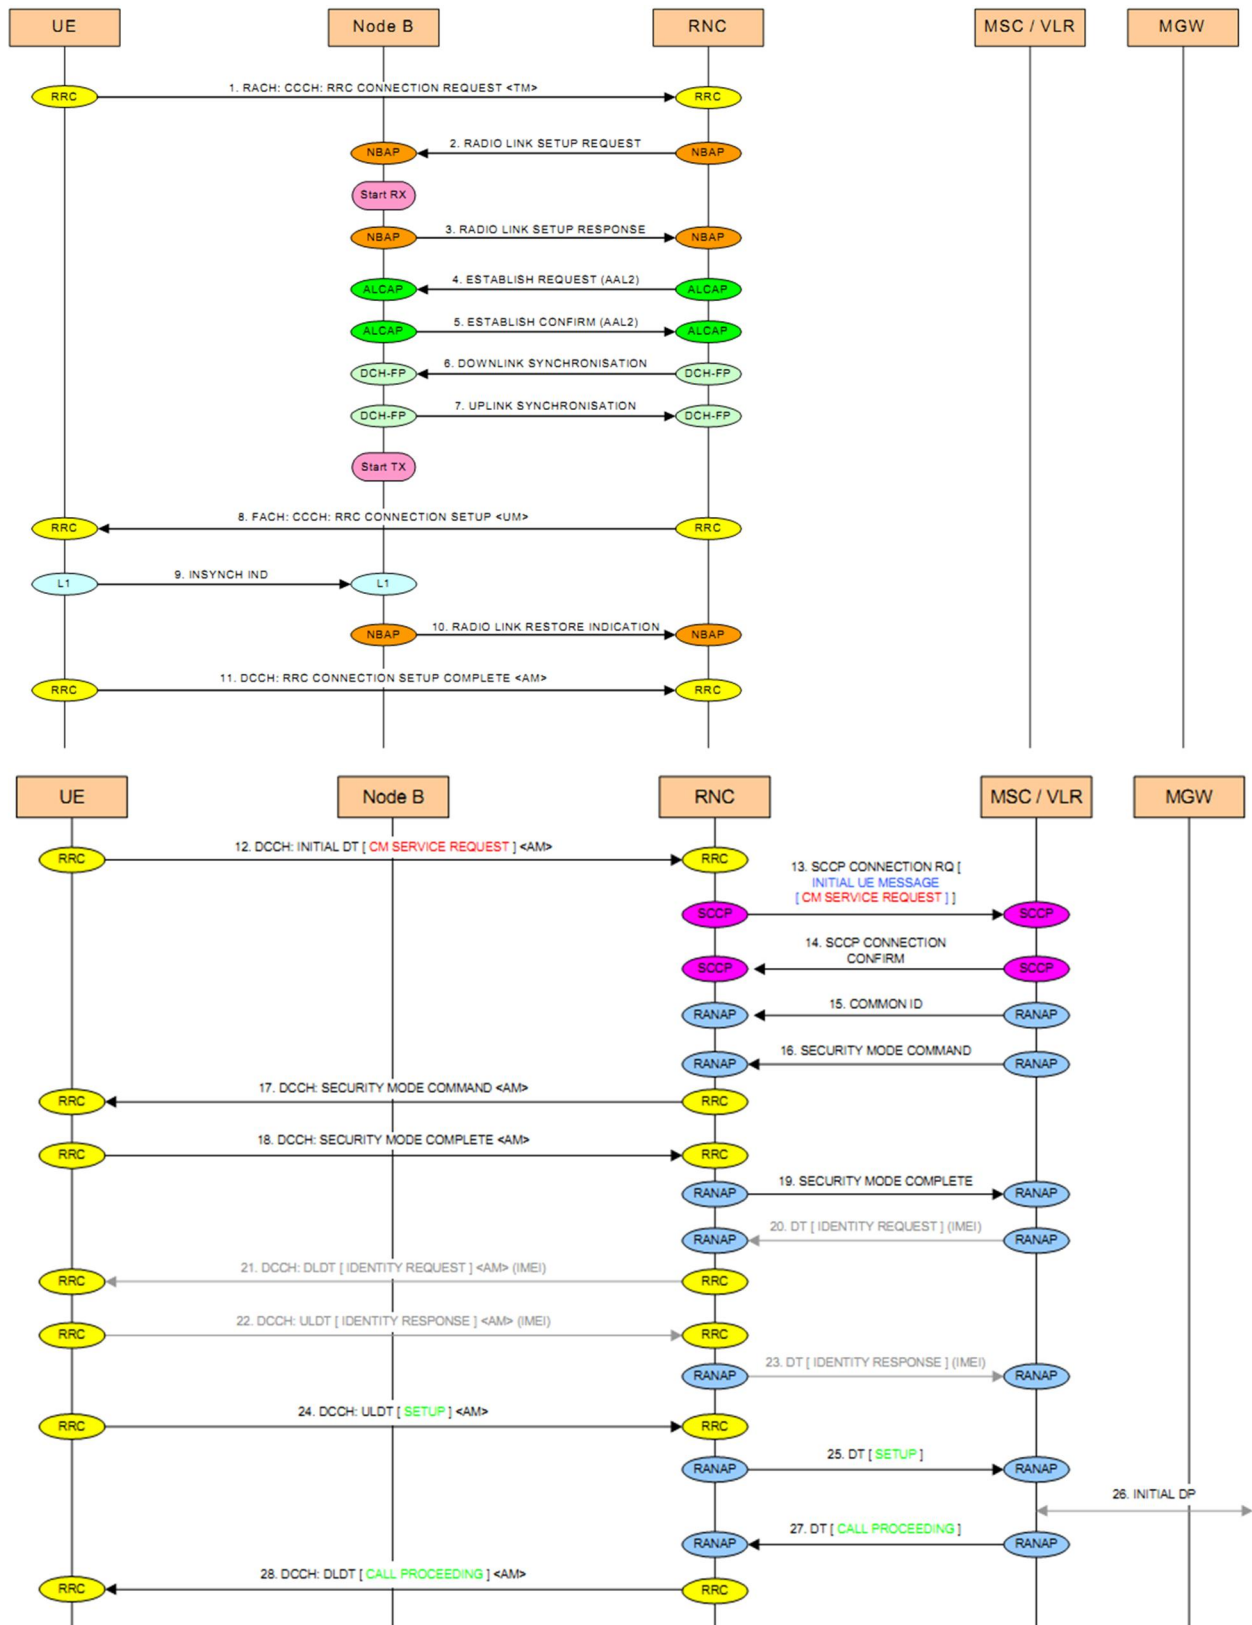 UE Node B RNC MSC / VLR MGW
1. RACH: CCCH: RRC CONNECTION REQUEST <TM>
RRC RRC
2. RADIO LINK SETUP REQUEST
NBAP NBAP
Start RX
3. RADIO LINK SETUP RESPONSE
NBAP NBAP
4. ESTABLISH REQUEST (AAL2)
ALCAP ALCAP
5. ESTABLISH CONFIRM (AAL2)
ALCAP ALCAP
6. DOWNLINK SYNCHRONISATION
DCH-FP DCH-FP
7. UPLINK SYNCHRONISATION
DCH-FP DCH-FP
Start TX
8. FACH: CCCH: RRC CONNECTION SETUP <UM>
RRC RRC
9. INSYNCH IND
L1 L1
10. RADIO LINK RESTORE INDICATION
NBAP NBAP
11. DCCH: RRC CONNECTION SETUP COMPLETE <AM>
RRC RRC
UE Node B RNC MSC / VLR MGW
12. DCCH: INITIAL DT [ CM SERVICE REQUEST ] <AM>
RRC RRC
13. SCCP CONNECTION RQ [
INITIAL UE MESSAGE
[ CM SERVICE REQUEST ] ]
SCCP SCCP
14. SCCP CONNECTION
CONFIRM
SCCP SCCP
15. COMMON ID
RANAP RANAP
16. SECURITY MODE COMMAND
RANAP RANAP
17. DCCH: SECURITY MODE COMMAND <AM>
RRC RRC
18. DCCH: SECURITY MODE COMPLETE <AM>
RRC RRC
19. SECURITY MODE COMPLETE
RANAP RANAP
20. DT [ IDENTITY REQUEST ] (IMEI)
RANAP RANAP
21. DCCH: DLDT [ IDENTITY REQUEST ] <AM> (IMEI)
RRC RRC
22. DCCH: ULDT [ IDENTITY RESPONSE ] <AM> (IMEI)
RRC RRC
23. DT [ IDENTITY RESPONSE ] (IMEI)
RANAP RANAP
24. DCCH: ULDT [ SETUP ] <AM>
RRC RRC
25. DT [ SETUP ]
RANAP RANAP
26. INITIAL DP
27. DT [ CALL PROCEEDING ]
RANAP RANAP
28. DCCH: DLDT [ CALL PROCEEDING ] <AM>
RRC RRC